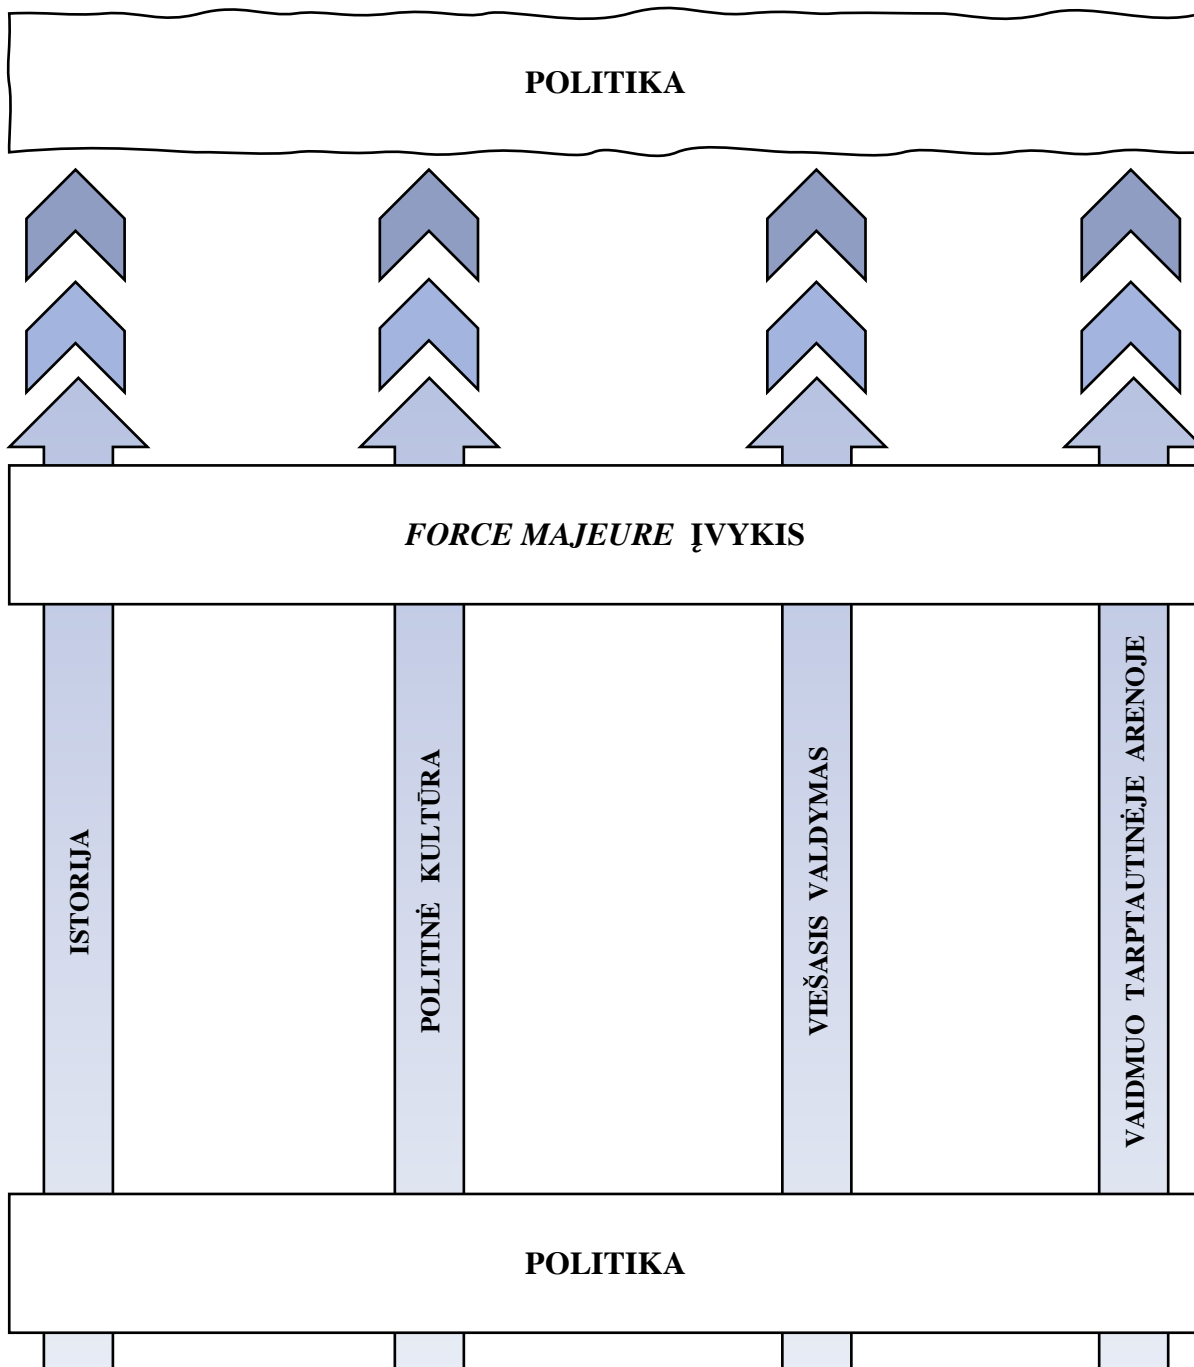 POLITIKA
FORCE MAJEURE ĮVYKIS
ISTORIJA
POLITINĖ KULTŪRA
VIEŠASIS VALDYMAS
VAIDMUO TARPTAUTINĖJE ARENOJE
POLITIKA